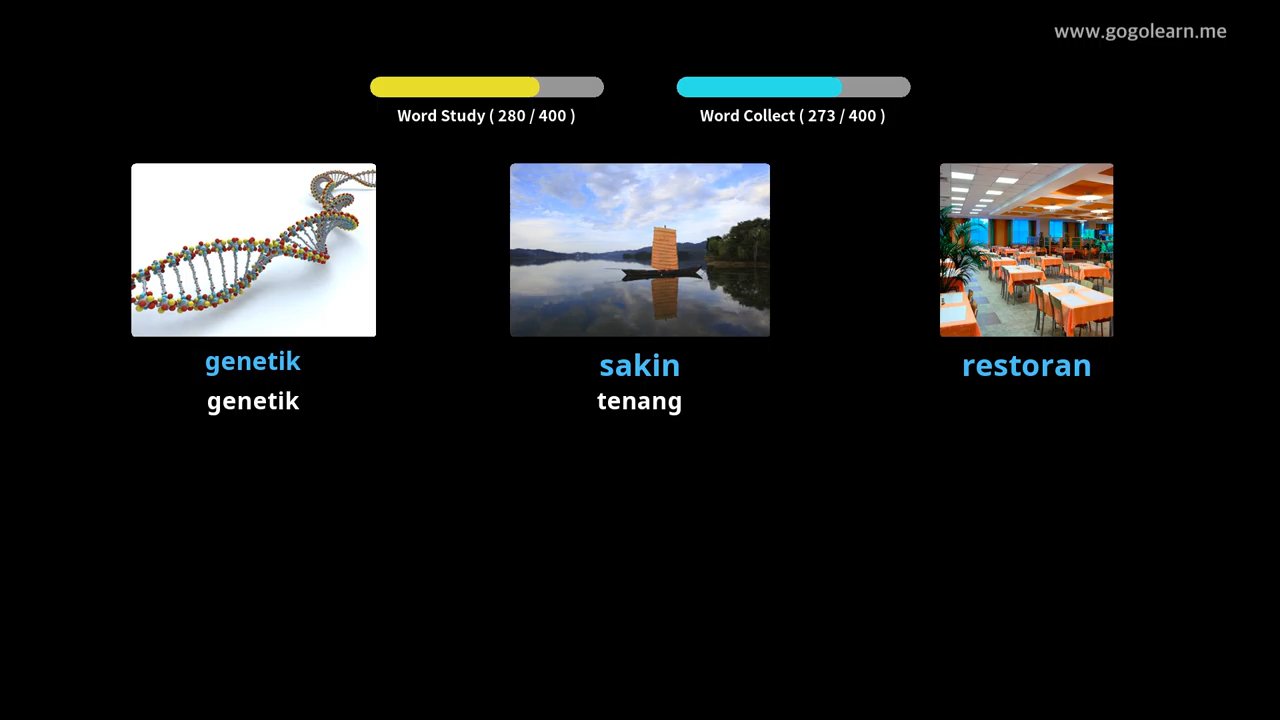 www.gogolearn.me
Word Study ( 280 / 400 )
Word Collect ( 273 / 400 )
genetik
genetik
sakin
tenang
restoran